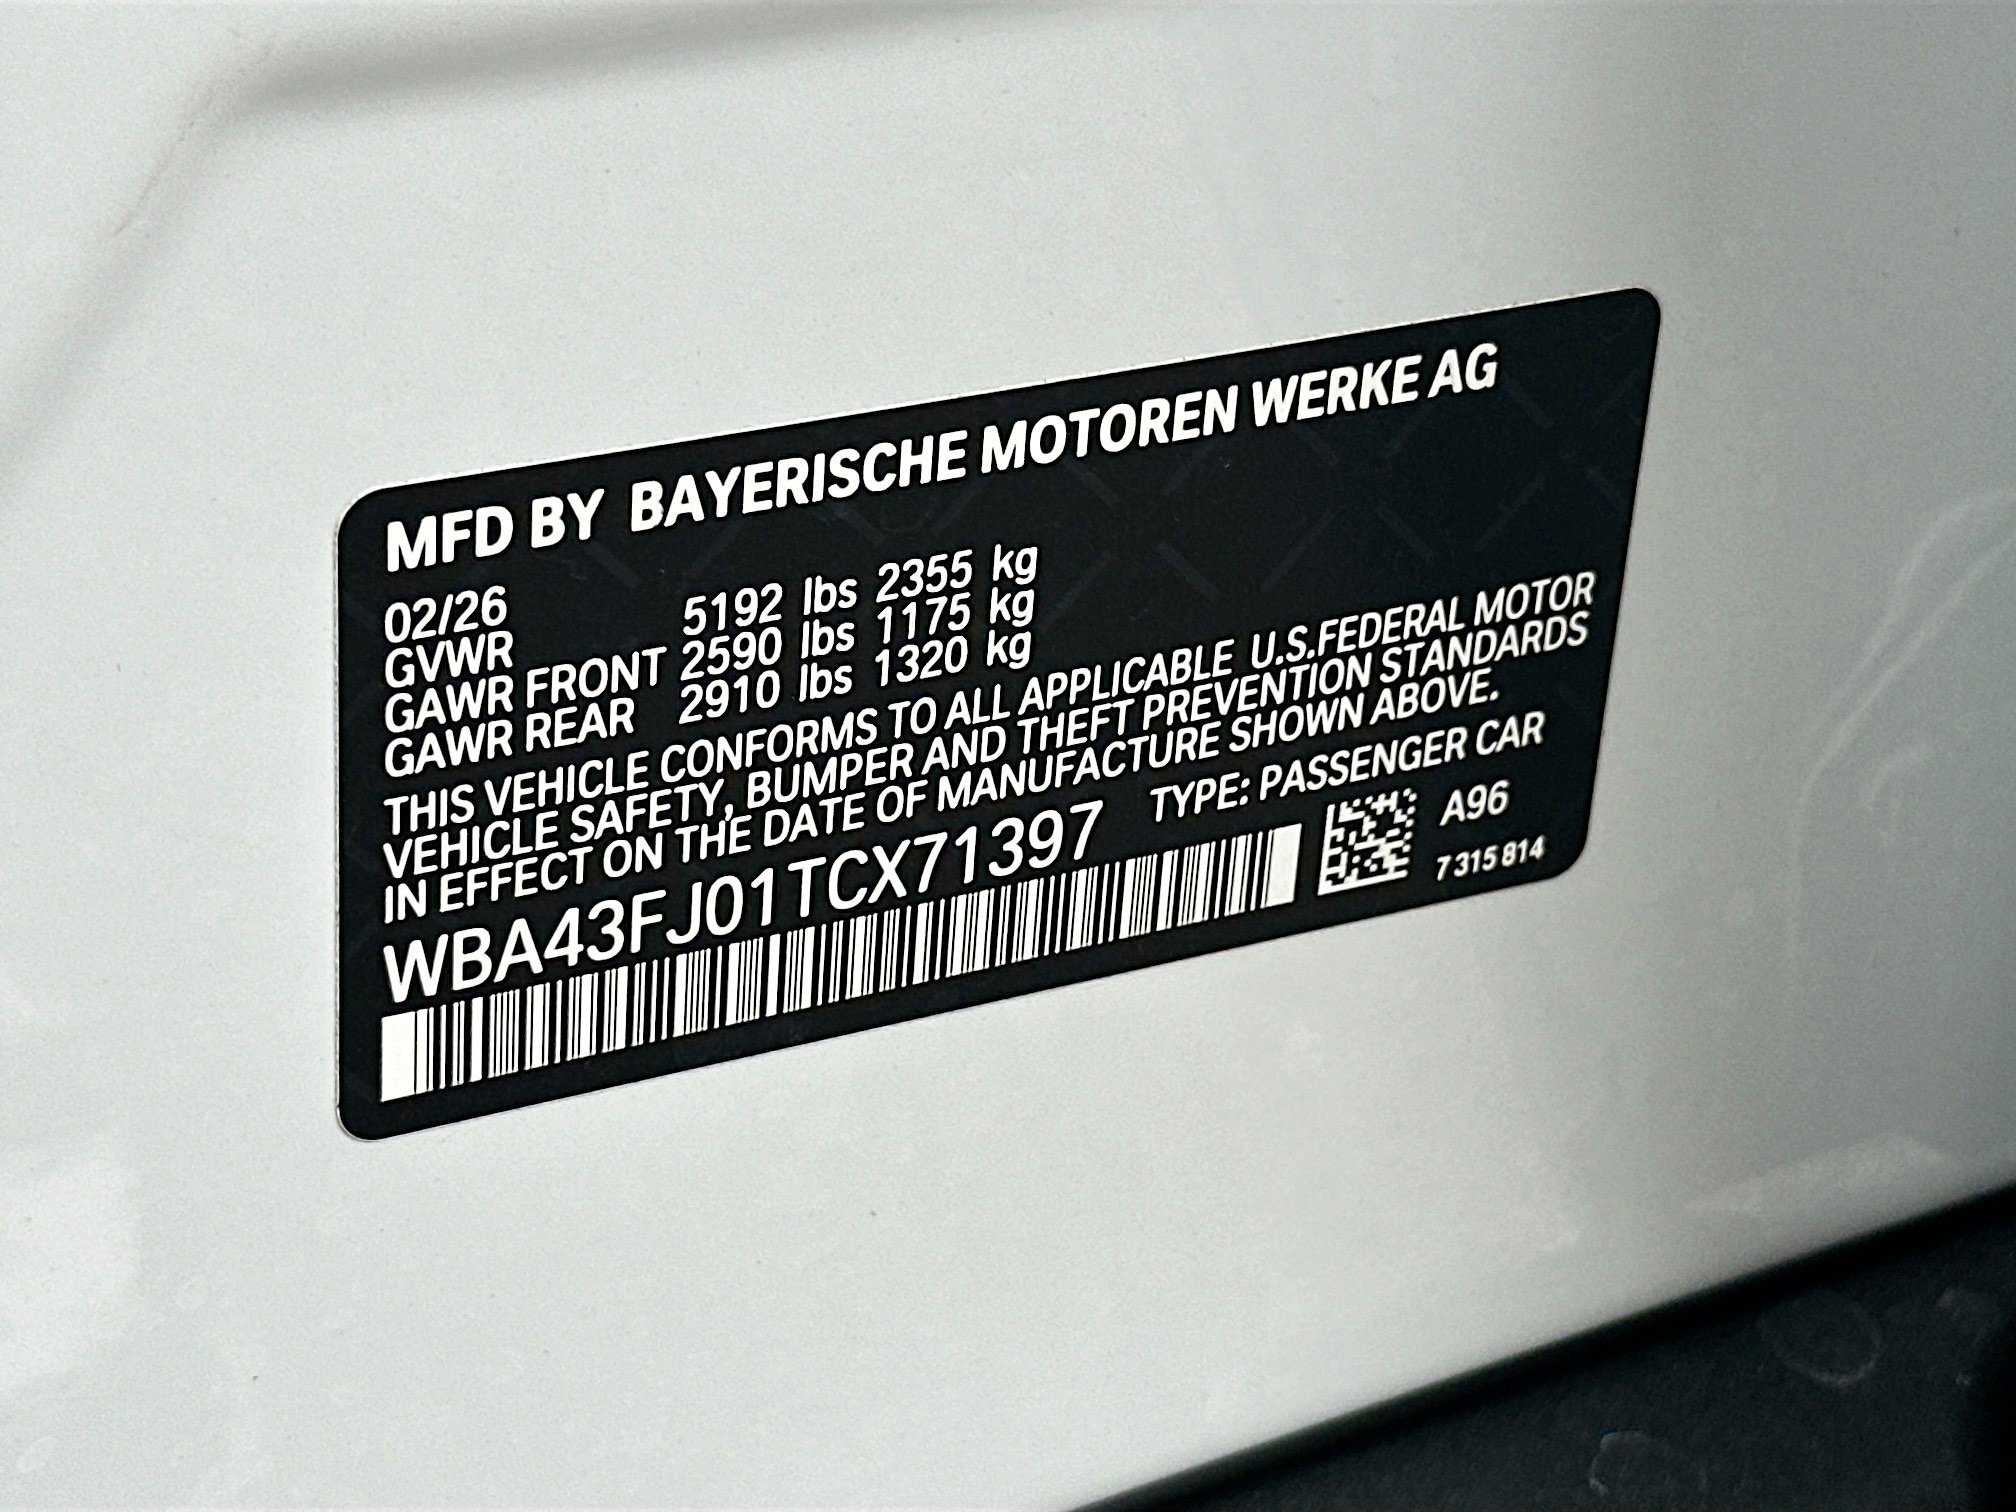 MFD BY BAYERISCHE MOTOREN WERKE AG
02/26
GVWR 5192 lbs 2355 kg
GAWR FRONT 2590 lbs 1175 kg
GAWR REAR 2910 lbs 1320 kg
THIS VEHICLE CONFORMS TO ALL APPLICABLE U.S.FEDERAL MOTOR
VEHICLE SAFETY, BUMPER AND THEFT PREVENTION STANDARDS
IN EFFECT ON THE DATE OF MANUFACTURE SHOWN ABOVE.
WBA43FJ01TCX71397 TYPE: PASSENGER CAR
A96
7 315 814